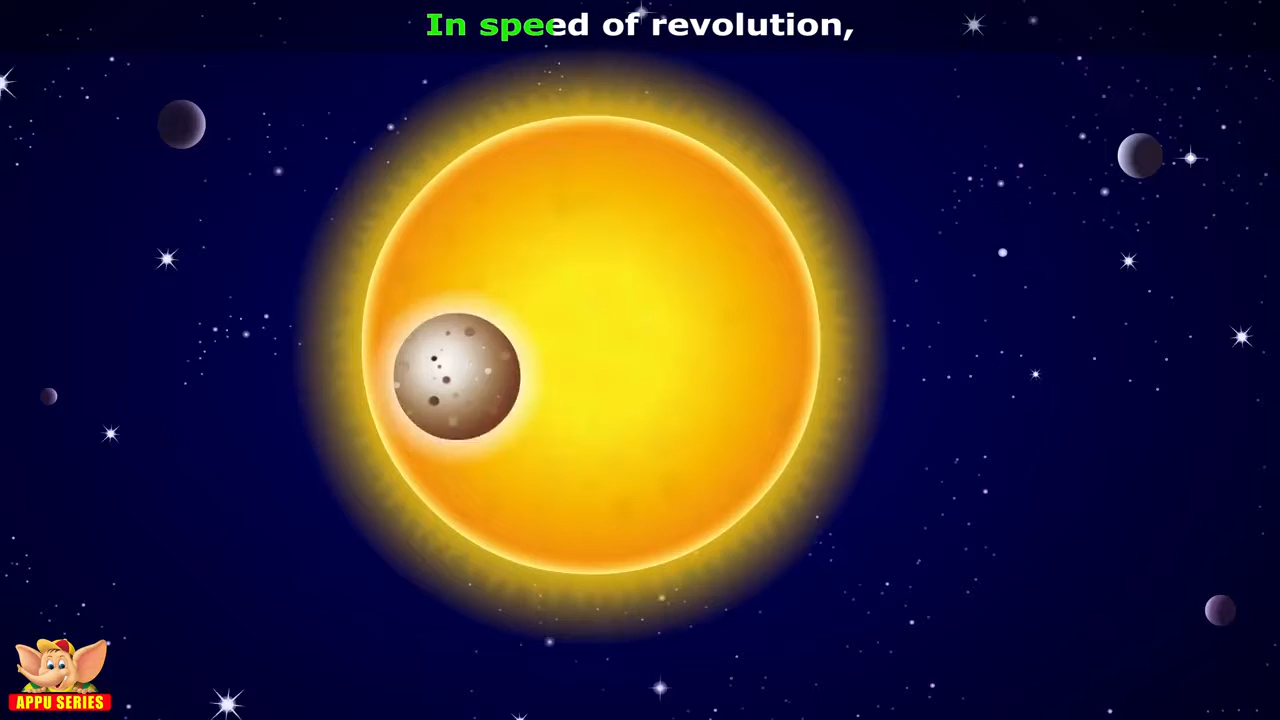 In speed of revolution,
APPU SERIES